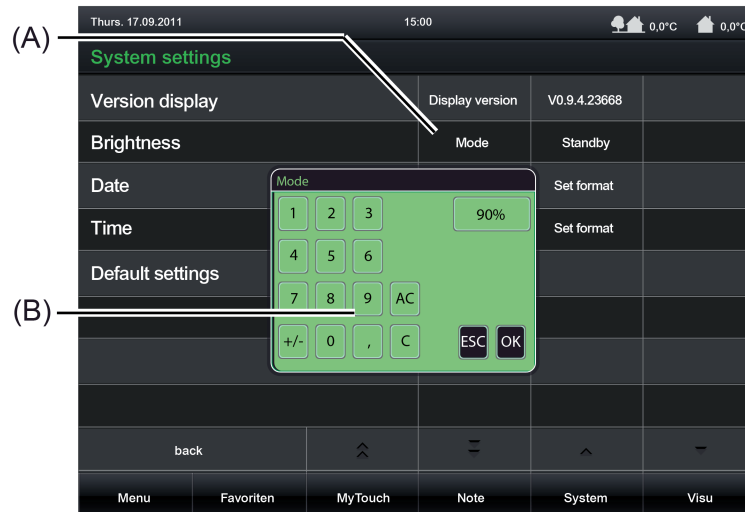 Thurs. 17.09.2011 15:00 0,0°C 0,0°C
(A)
System settings
Version display Display version V0.9.4.23668
Brightness Mode Standby
Date Set format
Time Set format
Default settings
Mode
1 2 3 90%
4 5 6
7 8 9 AC
(B)
+/- 0 , C ESC OK
back
Menu Favoriten MyTouch Note System Visu